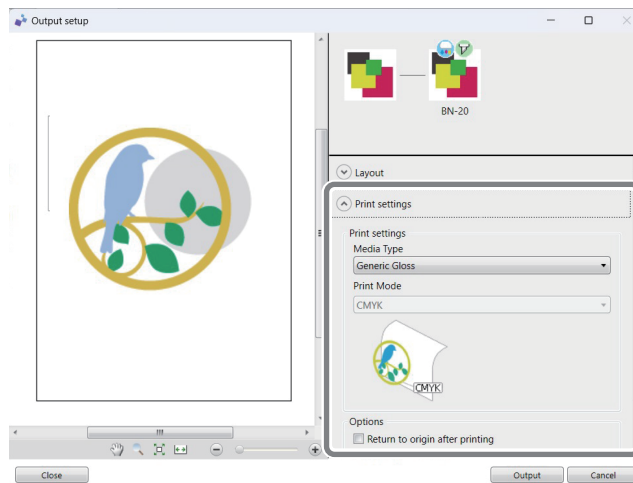 Output setup
BN-20
Layout
Print settings
Print settings
Media Type
Generic Gloss
Print Mode
CMYK
CMYK
Options
Return to origin after printing
Close
Output
Cancel